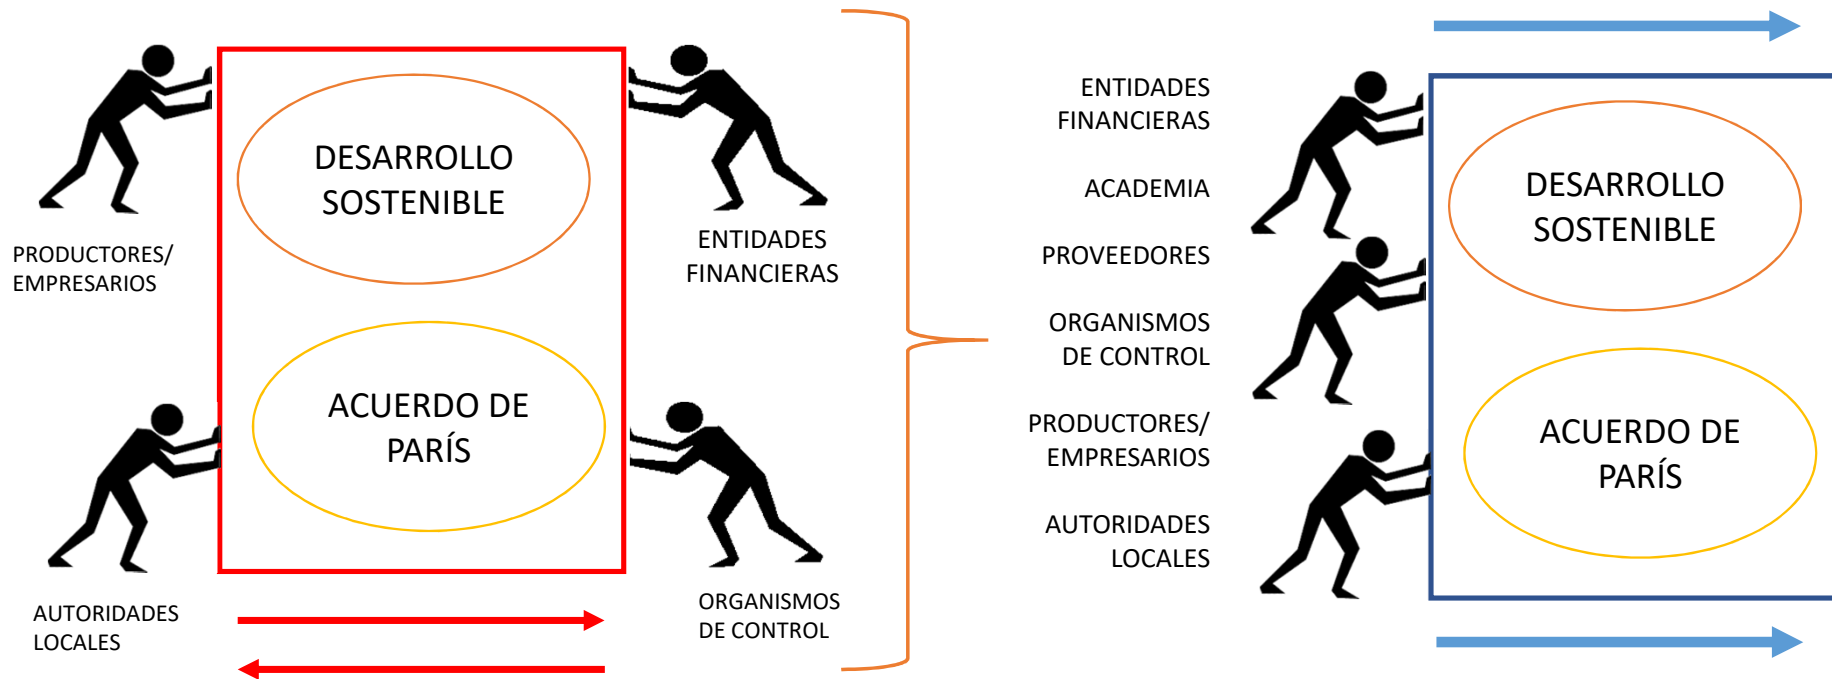 DESARROLLO
SOSTENIBLE
PRODUCTORES/
EMPRESARIOS
ENTIDADES
FINANCIERAS
ACUERDO DE
PARÍS
AUTORIDADES
LOCALES
ORGANISMOS
DE CONTROL
ENTIDADES
FINANCIERAS
ACADEMIA
PROVEEDORES
ORGANISMOS
DE CONTROL
PRODUCTORES/
EMPRESARIOS
AUTORIDADES
LOCALES
DESARROLLO
SOSTENIBLE
ACUERDO DE
PARÍS